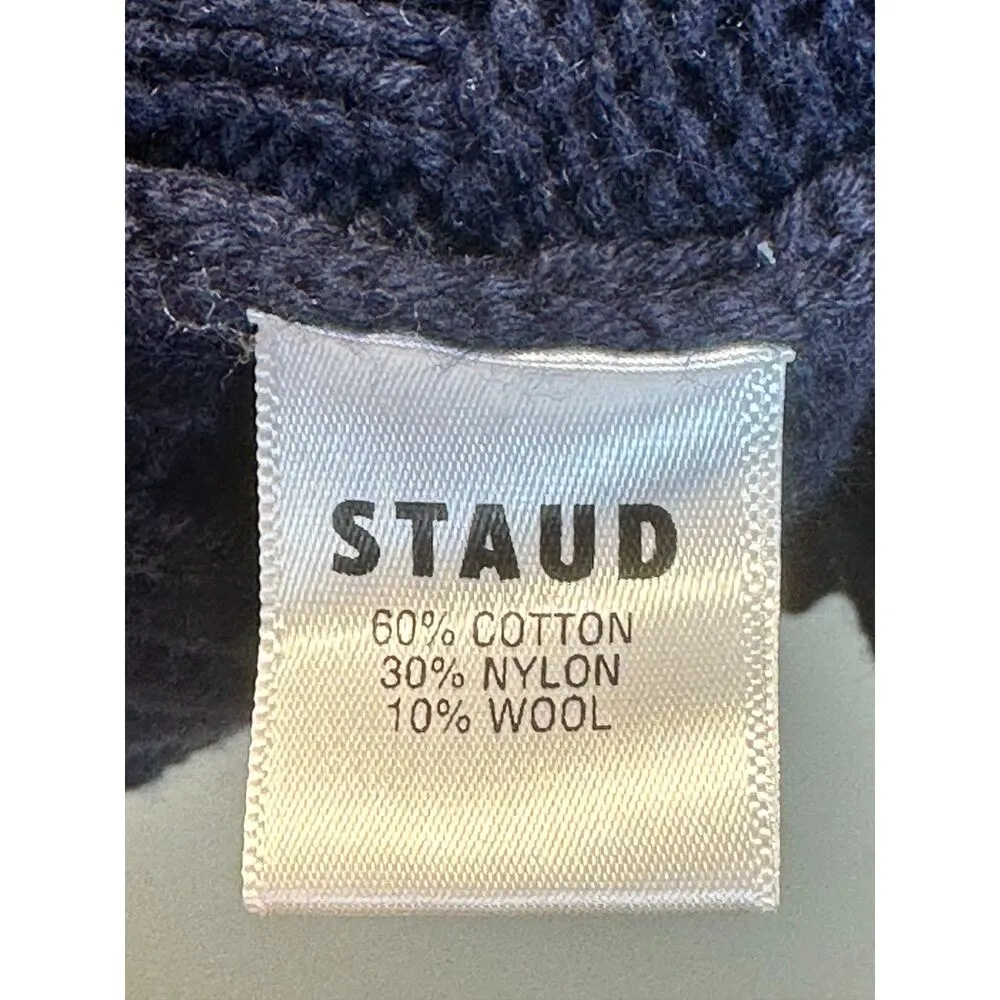 STAUD
60% COTTON
30% NYLON
10% WOOL